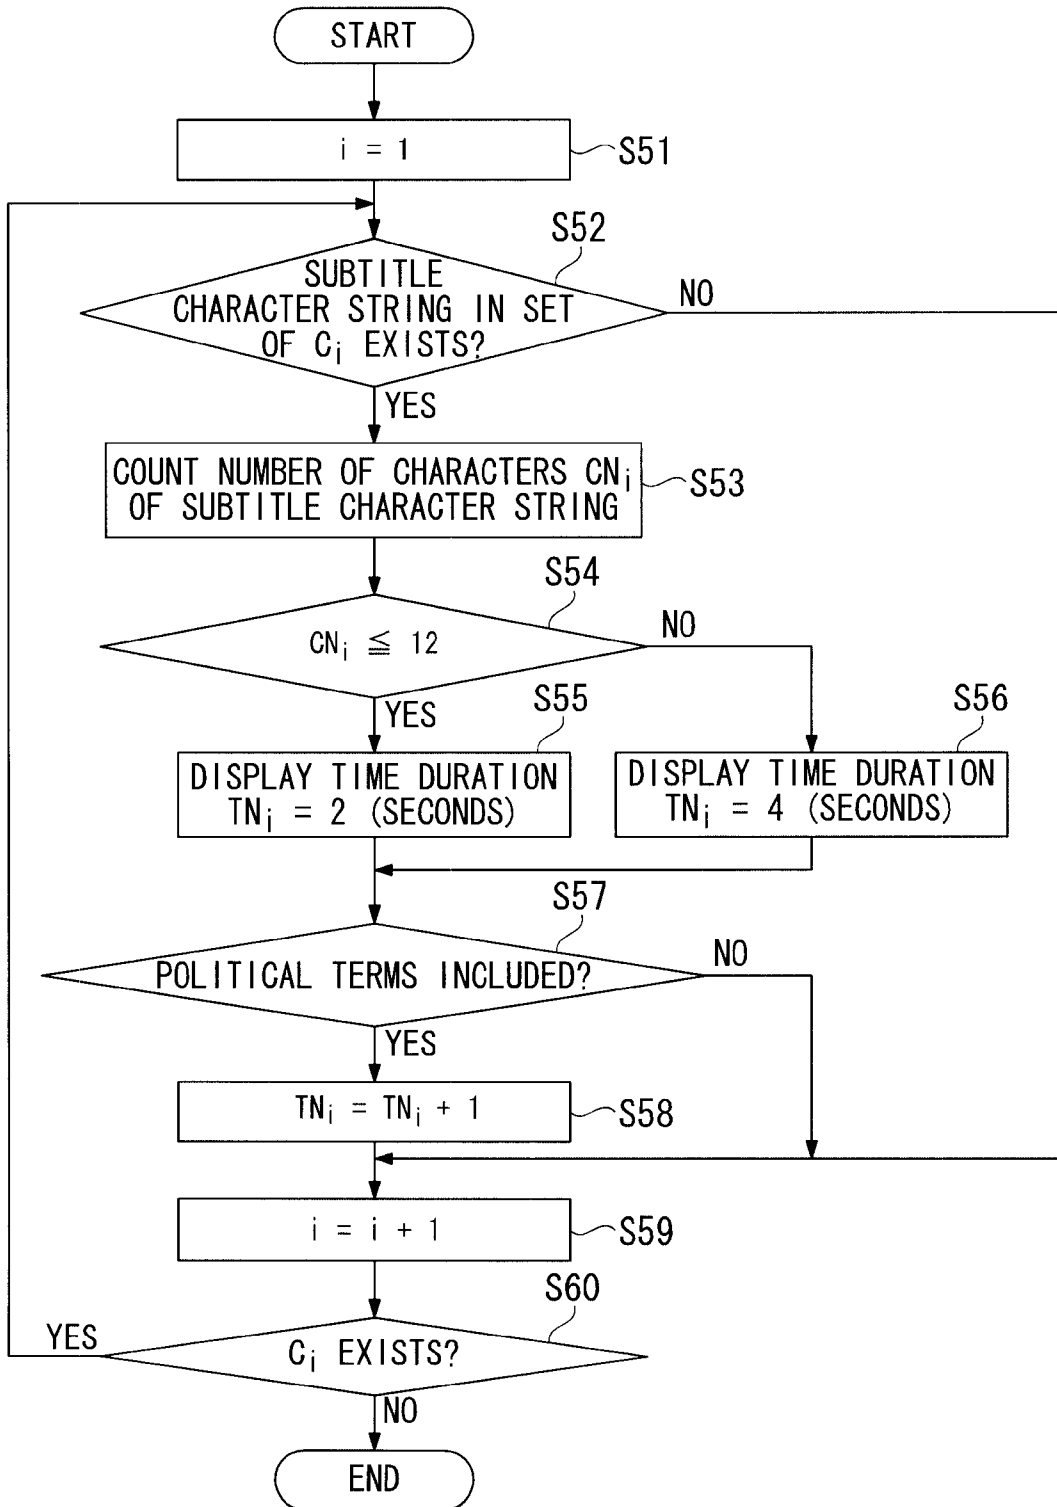 START
i = 1
S51
S52
SUBTITLE
CHARACTER STRING IN SET
OF Ci EXISTS?
NO
YES
COUNT NUMBER OF CHARACTERS CNi
OF SUBTITLE CHARACTER STRING
S53
S54
CNi ≦ 12
NO
YES
S55
DISPLAY TIME DURATION
TNi = 2 (SECONDS)
S56
DISPLAY TIME DURATION
TNi = 4 (SECONDS)
S57
POLITICAL TERMS INCLUDED?
NO
YES
TNi = TNi + 1
S58
i = i + 1
S59
S60
Ci EXISTS?
YES
NO
END